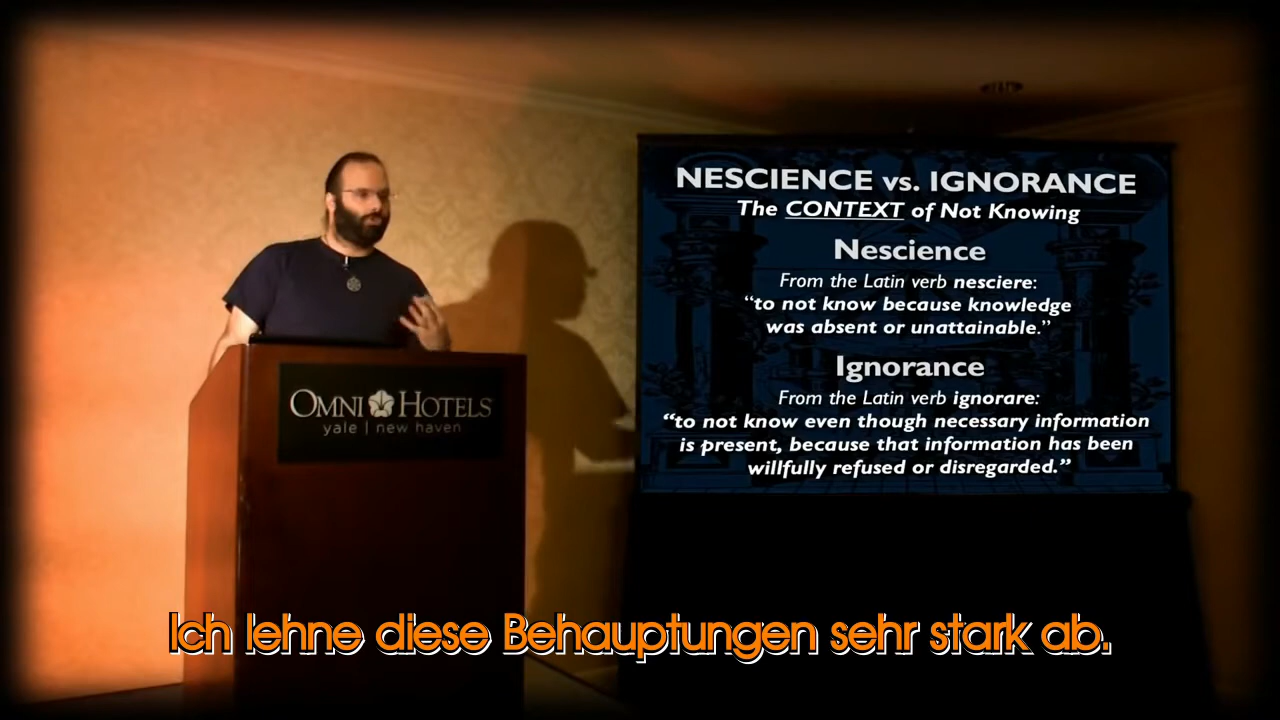 NESCIENCE vs. IGNORANCE
The CONTEXT of Not Knowing
Nescience
From the Latin verb nesciere:
“to not know because knowledge
was absent or unattainable.”
Ignorance
From the Latin verb ignorare:
“to not know even though necessary information
is present, because that information has been
willfully refused or disregarded.”
OMNI HOTELS
yale | new haven
Ich lehne diese Behauptungen sehr stark ab.